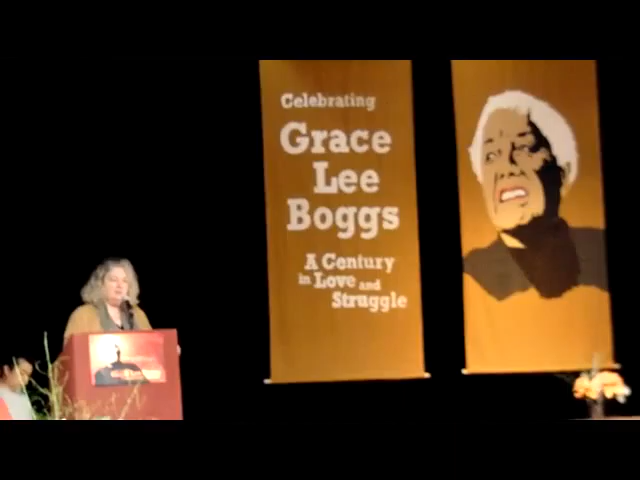 Celebrating
Grace
Lee
Boggs
A Century
in Love and
Struggle